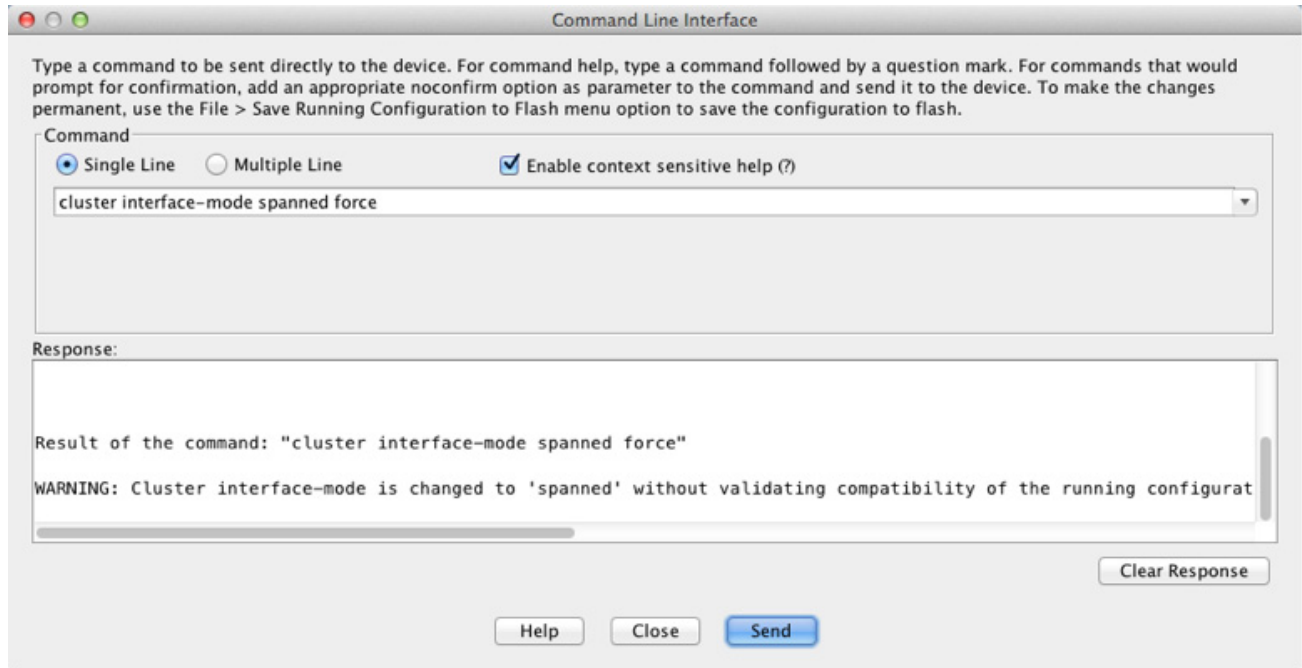 Command Line Interface
Type a command to be sent directly to the device. For command help, type a command followed by a question mark. For commands that would
prompt for confirmation, add an appropriate noconfirm option as parameter to the command and send it to the device. To make the changes
permanent, use the File > Save Running Configuration to Flash menu option to save the configuration to flash.
Command
Single Line Multiple Line Enable context sensitive help (?)
cluster interface-mode spanned force
Response:
Result of the command: "cluster interface-mode spanned force"
WARNING: Cluster interface-mode is changed to 'spanned' without validating compatibility of the running configurat
Clear Response
Help Close Send